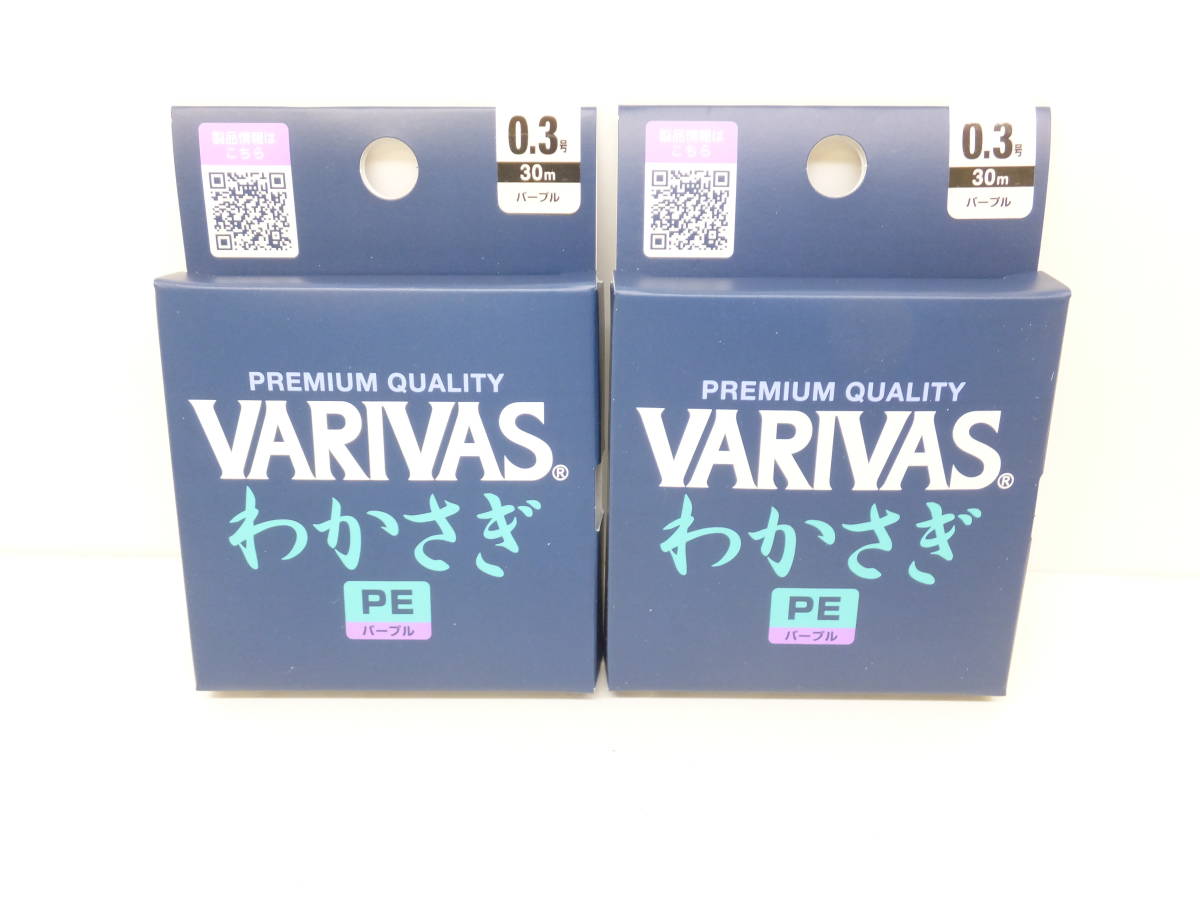 製品情報は
こちら
0.3号
30m
パープル
PREMIUM QUALITY
VARIVAS®
わかさぎ
PE
パープル
製品情報は
こちら
0.3号
30m
パープル
PREMIUM QUALITY
VARIVAS®
わかさぎ
PE
パープル